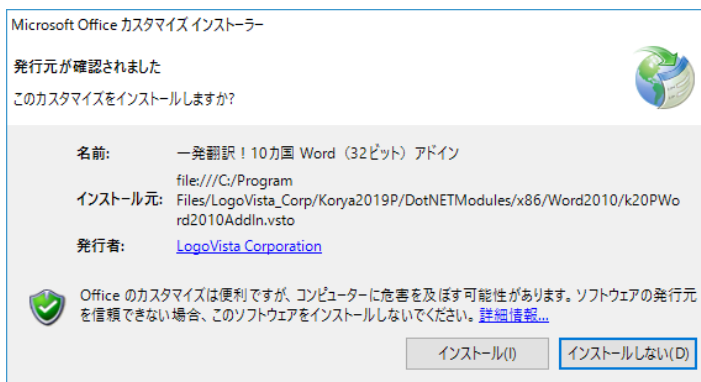 Microsoft Office カスタマイズ インストーラー
発行元が確認されました
このカスタマイズをインストールしますか?
名前: 一発翻訳!10カ国 Word (32ビット) アドイン
インストール元: file:///C:/Program
Files/LogoVista_Corp/Korya2019P/DotNETModules/x86/Word2010/k20PWo
rd2010AddIn.vsto
発行者: LogoVista Corporation
Office のカスタマイズは便利ですが、コンピューターに危害を及ぼす可能性があります。ソフトウェアの発行元
を信頼できない場合、このソフトウェアをインストールしないでください。 詳細情報...
インストール(I) インストールしない(D)